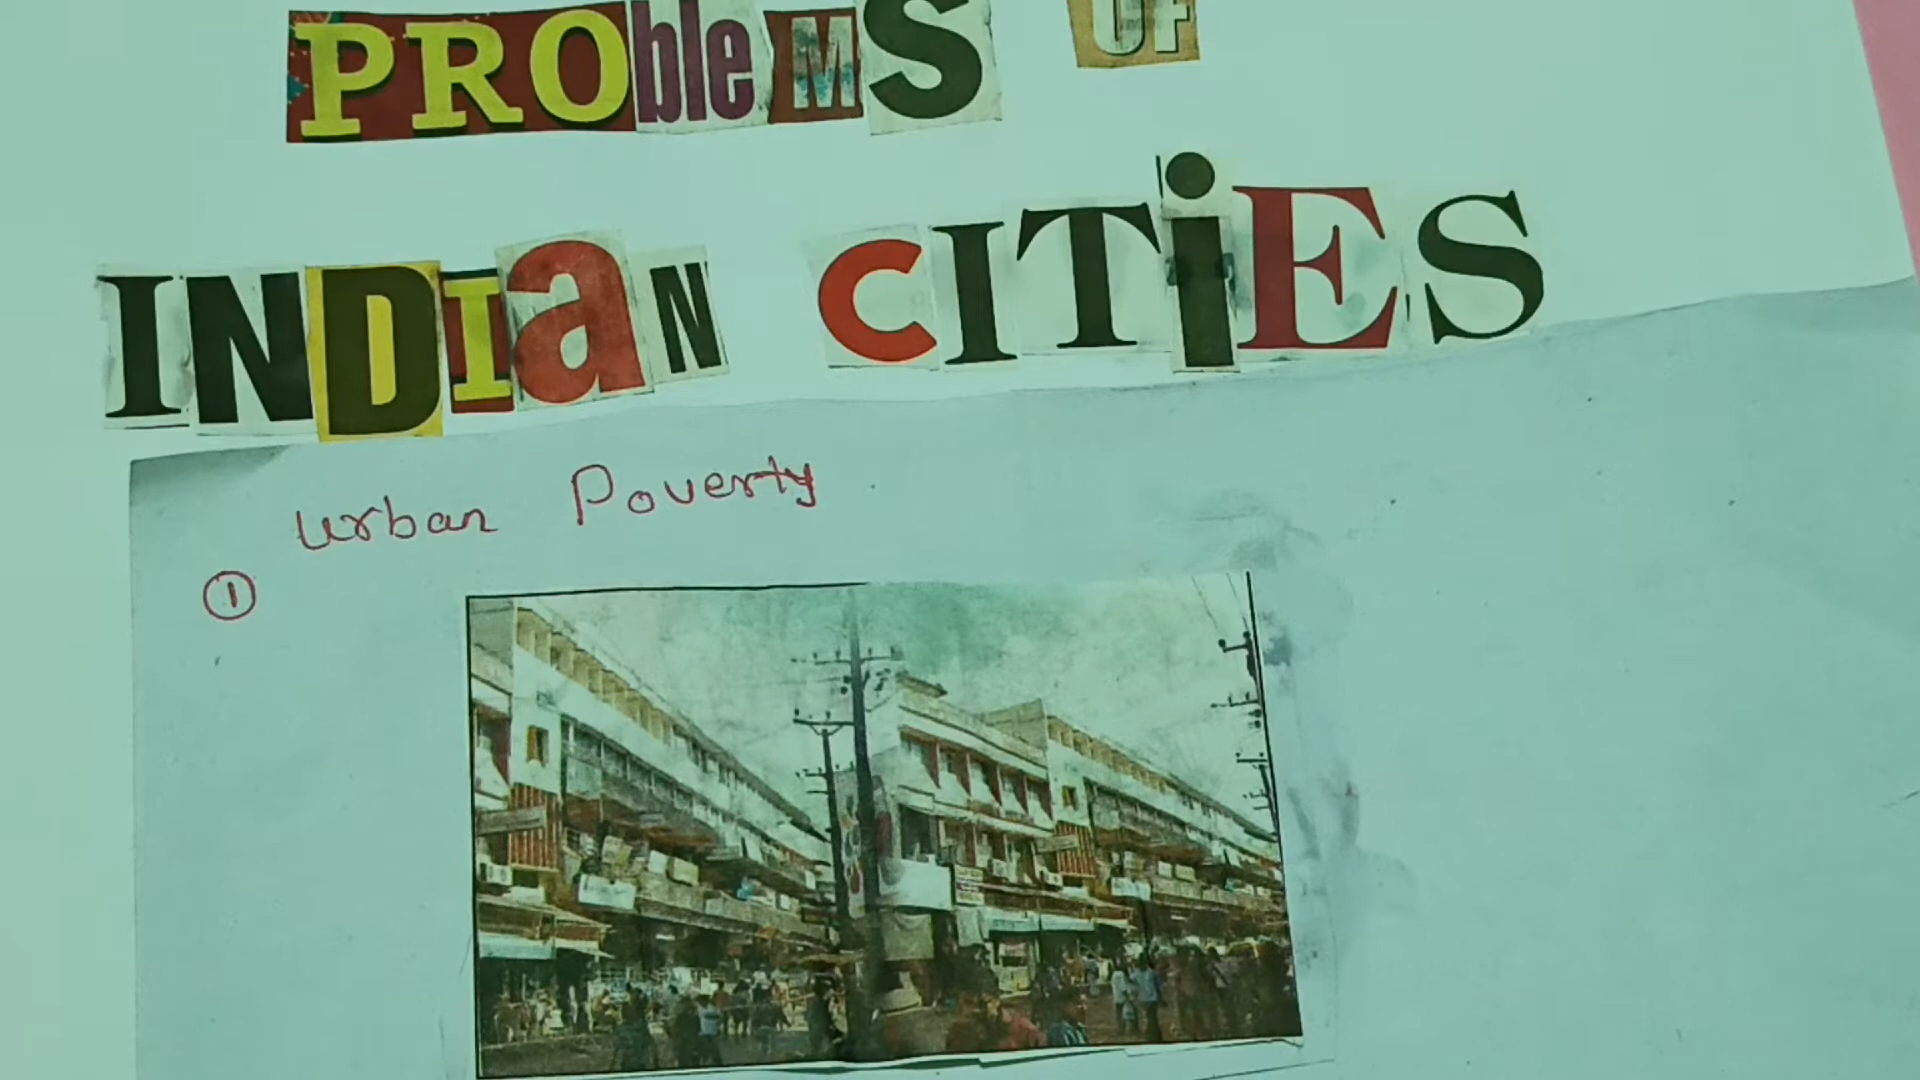 PRObleMS OF
INDIaN CITiES
Urban Poverty
①